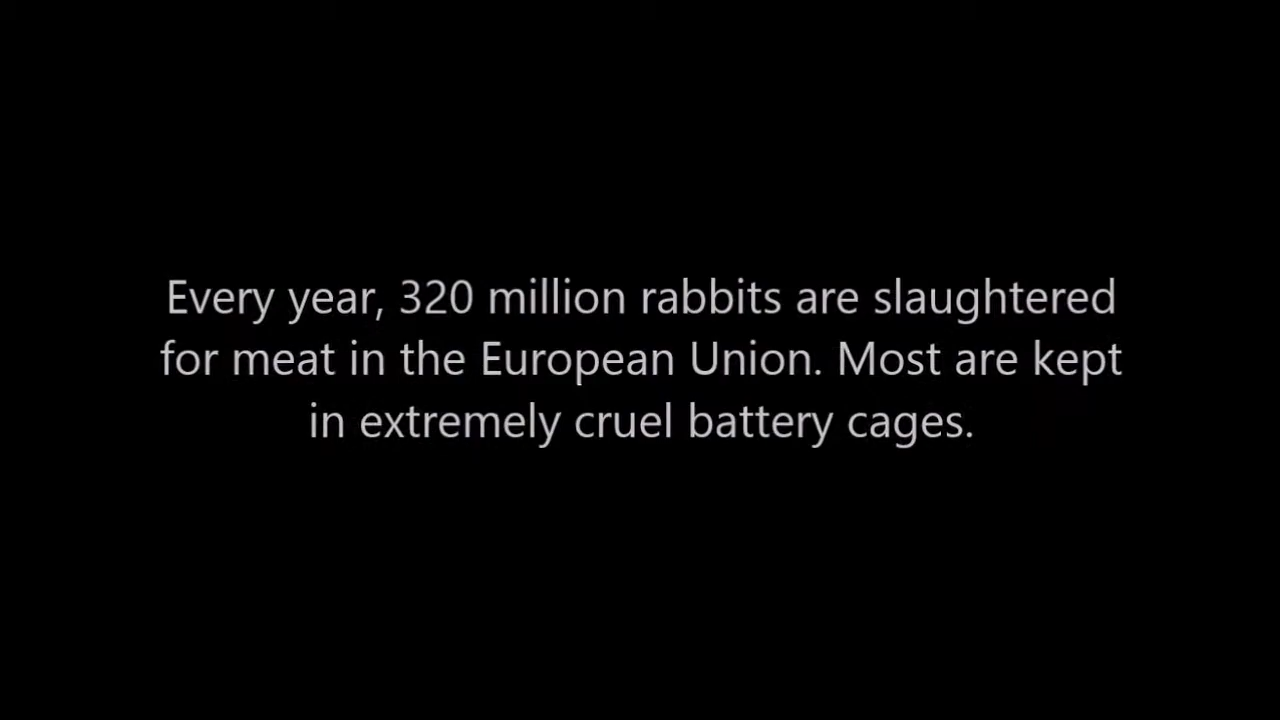 Every year, 320 million rabbits are slaughtered
for meat in the European Union. Most are kept
in extremely cruel battery cages.